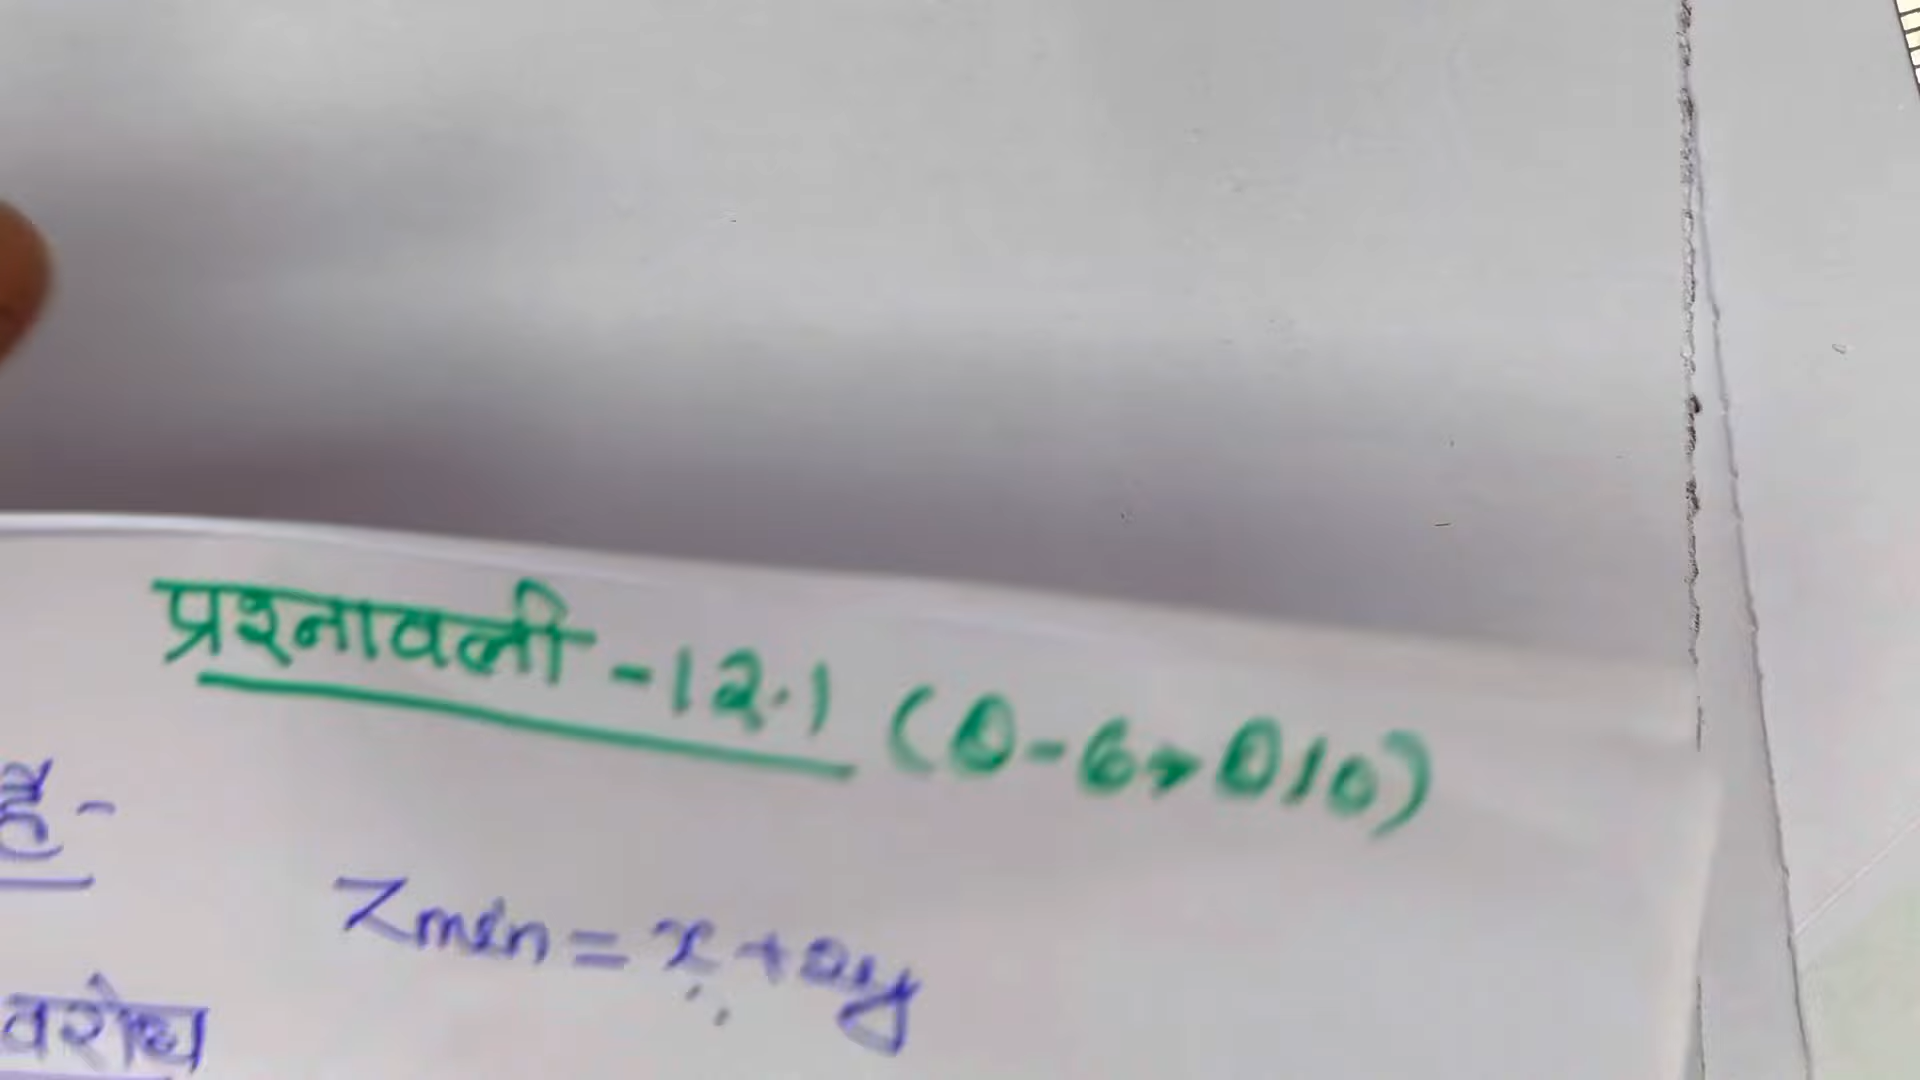 प्रश्नावली -12.1 (Q-6→Q10)
है-
Zmin = x + 2y
वरोध